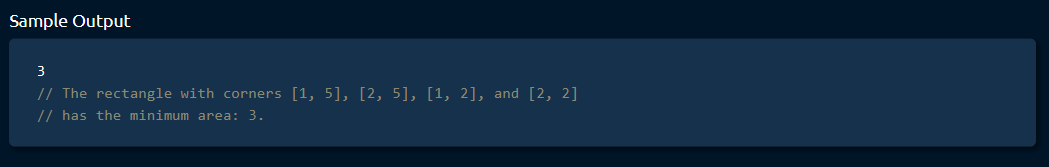 Sample Output
3
// The rectangle with corners [1, 5], [2, 5], [1, 2], and [2, 2]
// has the minimum area: 3.